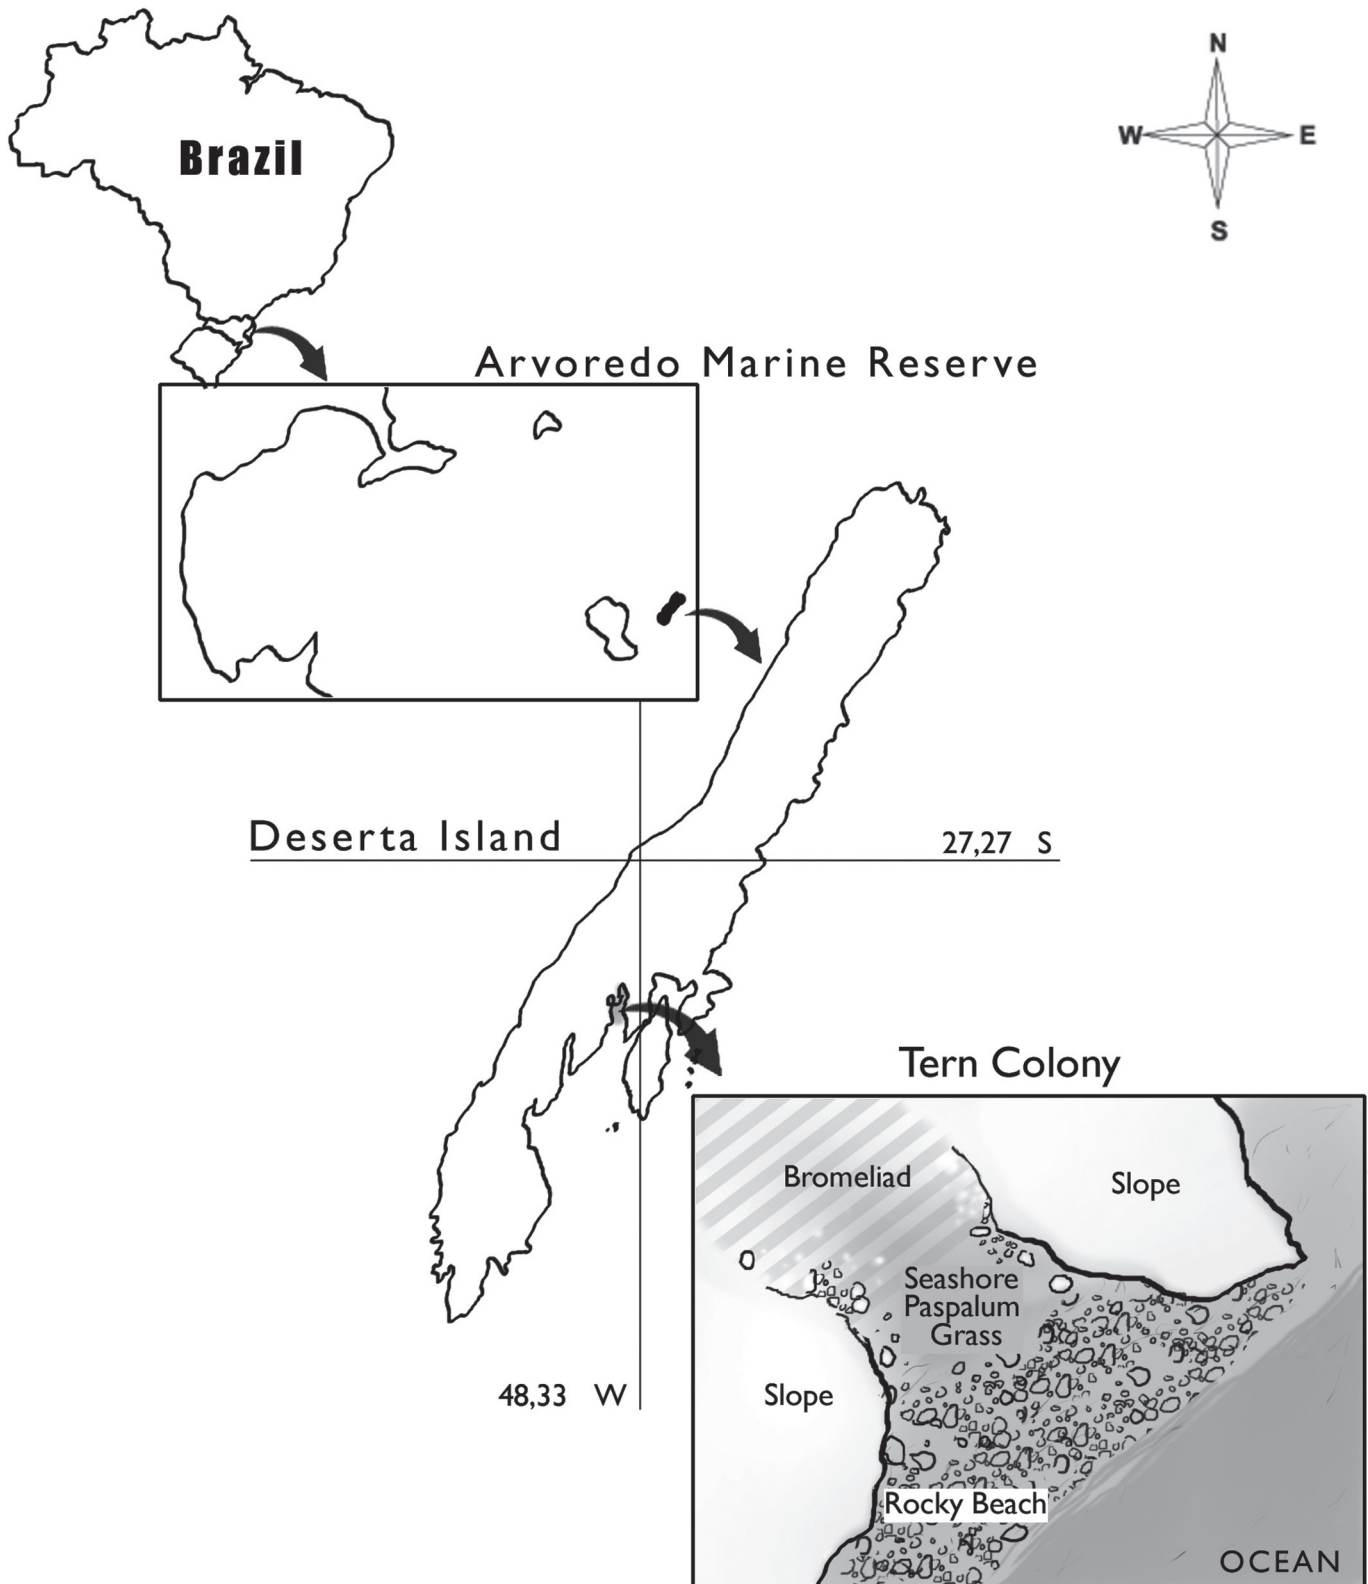 N
W E
S
Brazil
Arvoredo Marine Reserve
Deserta Island
27,27 S
Tern Colony
Bromeliad
Slope
Seashore
Paspalum
Grass
48,33 W
Slope
Rocky Beach
OCEAN